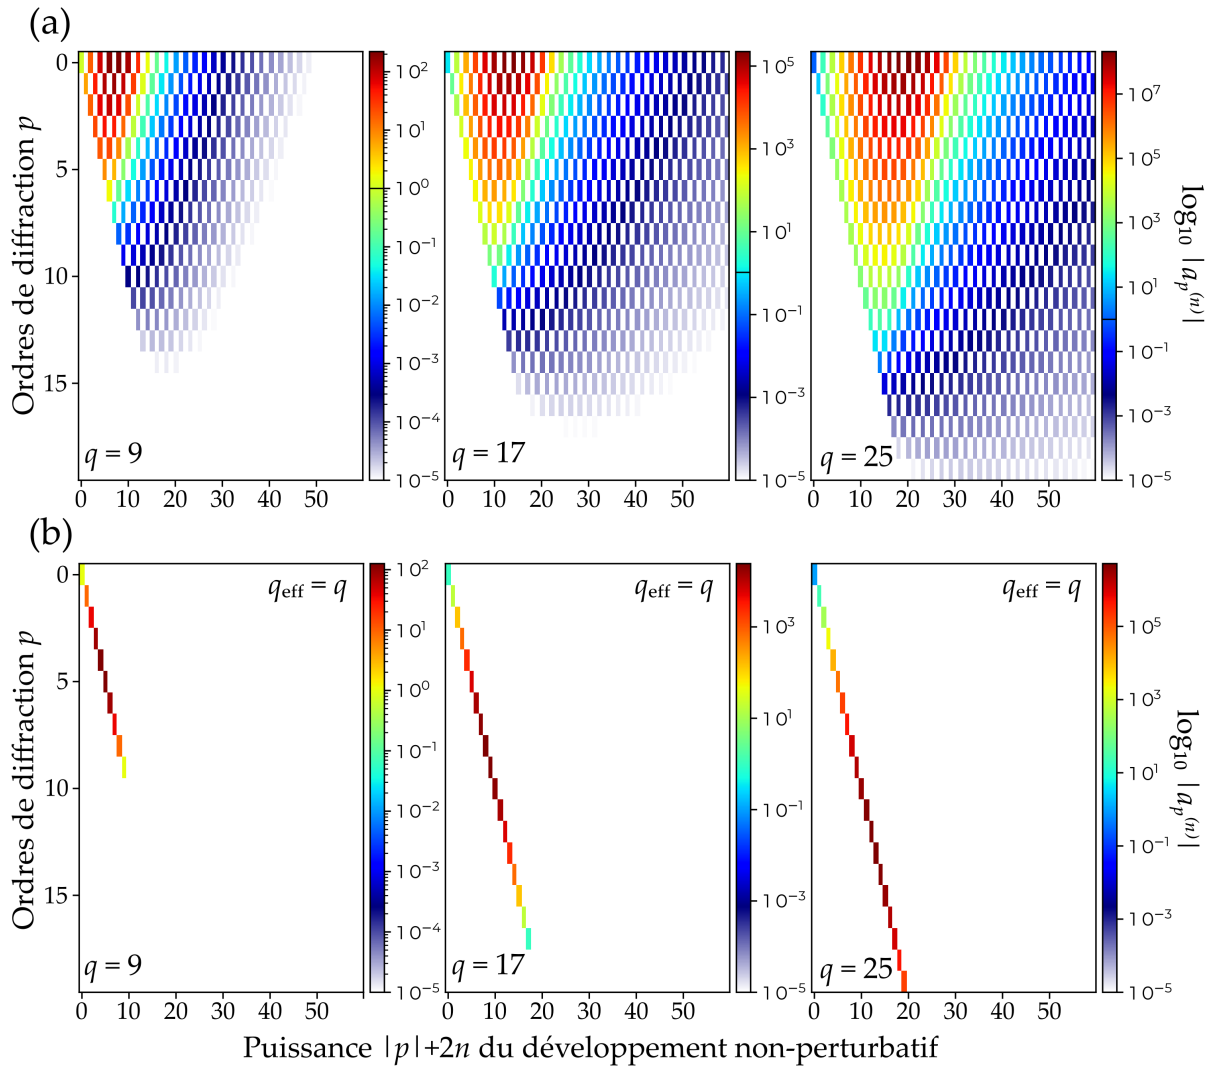 (a)
Ordres de diffraction p
0
5
10
15
q = 9
0 10 20 30 40 50
10²
10¹
10⁰
10⁻¹
10⁻²
10⁻³
10⁻⁴
10⁻⁵
q = 17
0 10 20 30 40 50
10⁵
10³
10¹
10⁻¹
10⁻³
10⁻⁵
q = 25
0 10 20 30 40 50
10⁷
10⁵
10³
10¹
10⁻¹
10⁻³
10⁻⁵
log₁₀ |aₚ⁽ⁿ⁾|
(b)
Ordres de diffraction p
0
5
10
15
q_eff = q
q = 9
0 10 20 30 40 50
10²
10¹
10⁰
10⁻¹
10⁻²
10⁻³
10⁻⁴
10⁻⁵
q_eff = q
q = 17
0 10 20 30 40 50
10³
10¹
10⁻¹
10⁻³
10⁻⁵
q_eff = q
q = 25
0 10 20 30 40 50
10⁵
10³
10¹
10⁻¹
10⁻³
10⁻⁵
log₁₀ |aₚ⁽ⁿ⁾|
Puissance |p|+2n du développement non-perturbatif